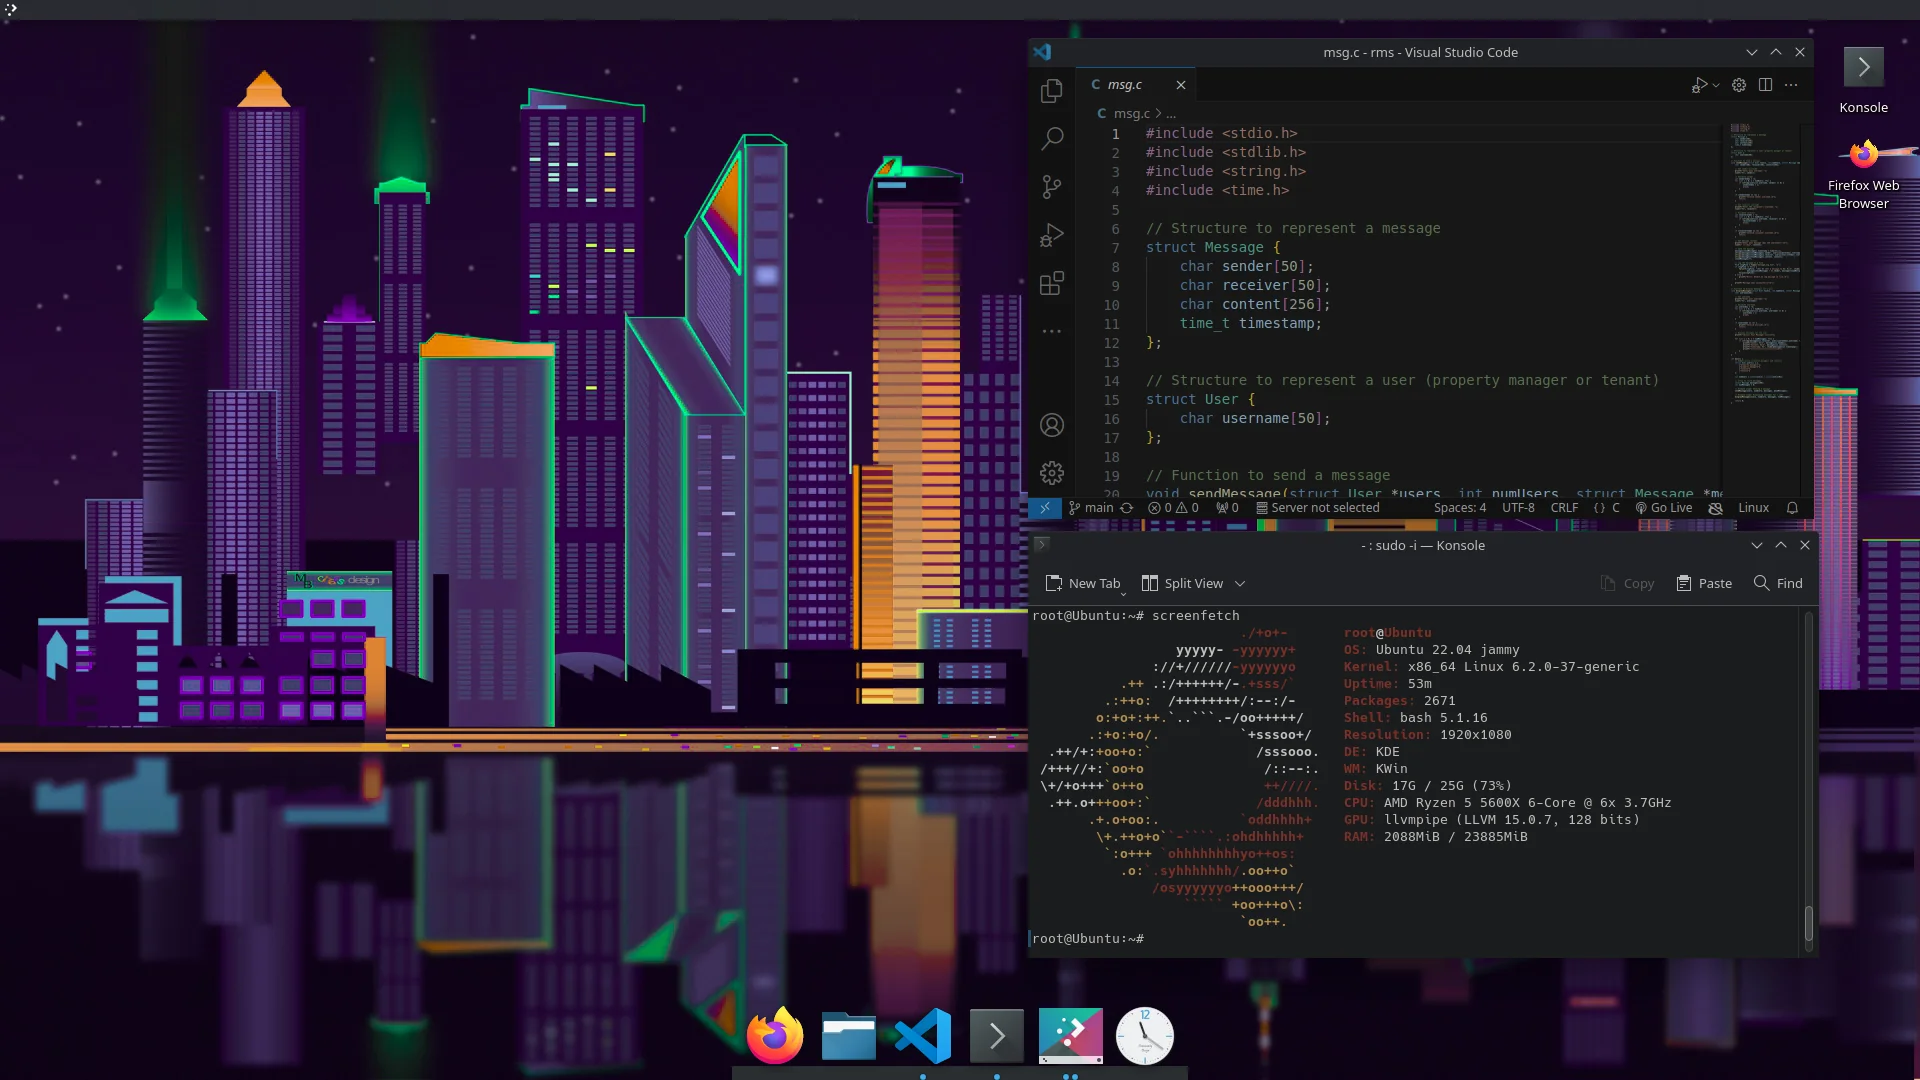 msg.c - rms - Visual Studio Code
C msg.c
C msg.c > ...
1 #include <stdio.h>
2 #include <stdlib.h>
3 #include <string.h>
4 #include <time.h>
5
6 // Structure to represent a message
7 struct Message {
8 char sender[50];
9 char receiver[50];
10 char content[256];
11 time_t timestamp;
12 };
13
14 // Structure to represent a user (property manager or tenant)
15 struct User {
16 char username[50];
17 };
18
19 // Function to send a message
20 void sendMessage(struct User *users, int numUsers, struct Message *m
main 0 0 0 Server not selected Spaces: 4 UTF-8 CRLF {} C Go Live Linux
Konsole
Firefox Web
Browser
- : sudo -i — Konsole
New Tab Split View Copy Paste Find
root@Ubuntu:~# screenfetch
./+o+- root@Ubuntu
yyyyy- -yyyyyy+ OS: Ubuntu 22.04 jammy
://+//////-yyyyyyo Kernel: x86_64 Linux 6.2.0-37-generic
.++ .:/++++++/-.+sss/` Uptime: 53m
.:++o: /++++++++/:--:/- Packages: 2671
o:+o+:++.`..```.-/oo+++++/ Shell: bash 5.1.16
.:+o:+o/. `+sssoo+/ Resolution: 1920x1080
.++/+:+oo+o:` /sssooo. DE: KDE
/+++//+:`oo+o /::--:. WM: KWin
\+/+o+++`o++o ++////. Disk: 17G / 25G (73%)
.++.o+++oo+:` /dddhhh. CPU: AMD Ryzen 5 5600X 6-Core @ 6x 3.7GHz
.+.o+oo:. `oddhhhh+ GPU: llvmpipe (LLVM 15.0.7, 128 bits)
\+.++o+o``-````.:ohdhhhhh+ RAM: 2088MiB / 23885MiB
`:o+++ `ohhhhhhhhyo++os:
.o:`.syhhhhhhh/.oo++o`
/osyyyyyyo++ooo+++/
````` +oo+++o\:
`oo++.
root@Ubuntu:~#
design
12